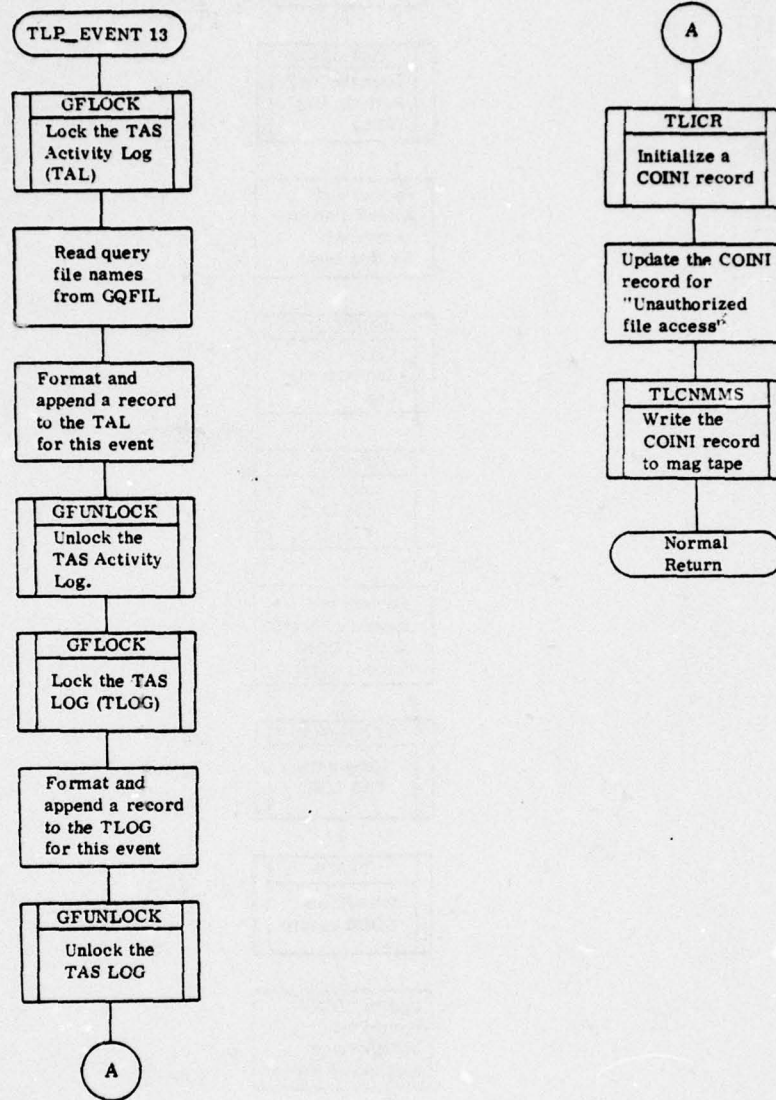 TLP_EVENT 13
GFLOCK
Lock the TAS
Activity Log
(TAL)
Read query
file names
from GQFIL
Format and
append a record
to the TAL
for this event
GFUNLOCK
Unlock the
TAS Activity
Log.
GFLOCK
Lock the TAS
LOG (TLOG)
Format and
append a record
to the TLOG
for this event
GFUNLOCK
Unlock the
TAS LOG
A
A
TLICR
Initialize a
COINI record
Update the COINI
record for
"Unauthorized
file access"
TLCNMMS
Write the
COINI record
to mag tape
Normal
Return